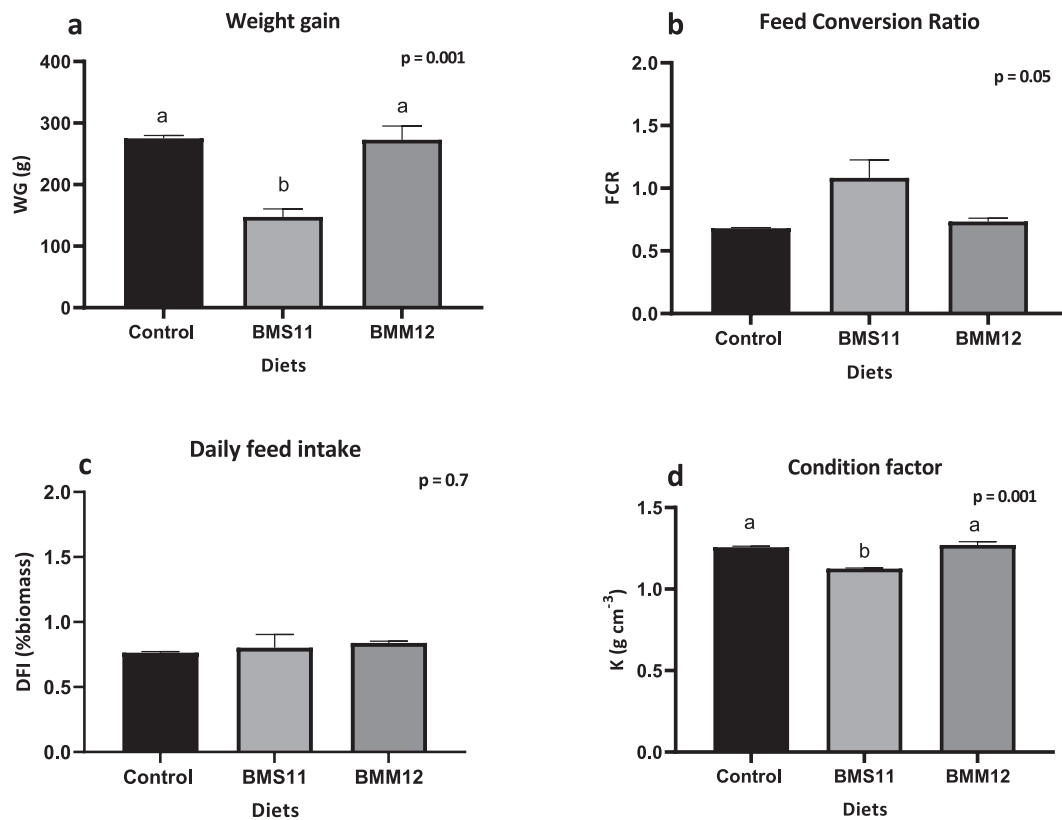 a
Weight gain
p = 0.001
400
300
200
100
0
WG (g)
a
b
a
Control
BMS11
BMM12
Diets
b
Feed Conversion Ratio
p = 0.05
2.0
1.5
1.0
0.5
0.0
FCR
Control
BMS11
BMM12
Diets
c
Daily feed intake
p = 0.7
2.0
1.5
1.0
0.5
0.0
DFI (%biomass)
Control
BMS11
BMM12
Diets
d
Condition factor
p = 0.001
1.5
1.0
0.5
0.0
K (g cm⁻³)
a
b
a
Control
BMS11
BMM12
Diets